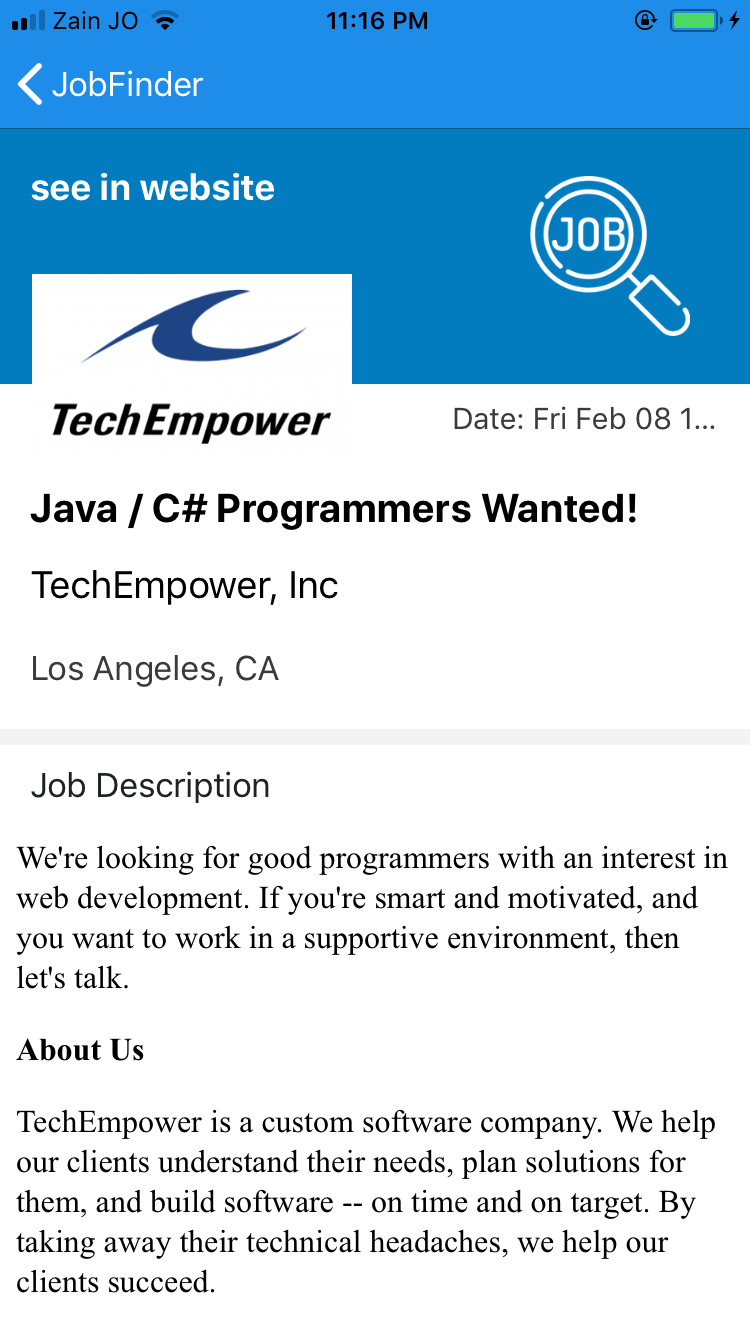 Zain JO
11:16 PM
JobFinder
see in website
JOB
TechEmpower
Date: Fri Feb 08 1...
Java / C# Programmers Wanted!
TechEmpower, Inc
Los Angeles, CA
Job Description
We're looking for good programmers with an interest in
web development. If you're smart and motivated, and
you want to work in a supportive environment, then
let's talk.
About Us
TechEmpower is a custom software company. We help
our clients understand their needs, plan solutions for
them, and build software -- on time and on target. By
taking away their technical headaches, we help our
clients succeed.